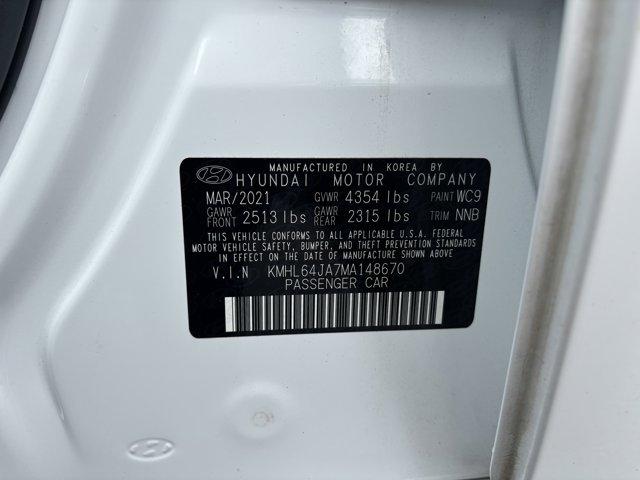 MANUFACTURED IN KOREA BY
HYUNDAI MOTOR COMPANY
MAR/2021 GVWR 4354 lbs PAINT WC9
GAWR FRONT 2513 lbs GAWR REAR 2315 lbs TRIM NNB
THIS VEHICLE CONFORMS TO ALL APPLICABLE U.S.A. FEDERAL
MOTOR VEHICLE SAFETY, BUMPER, AND THEFT PREVENTION STANDARDS
IN EFFECT ON THE DATE OF MANUFACTURE SHOWN ABOVE
V.I.N KMHL64JA7MA148670
PASSENGER CAR